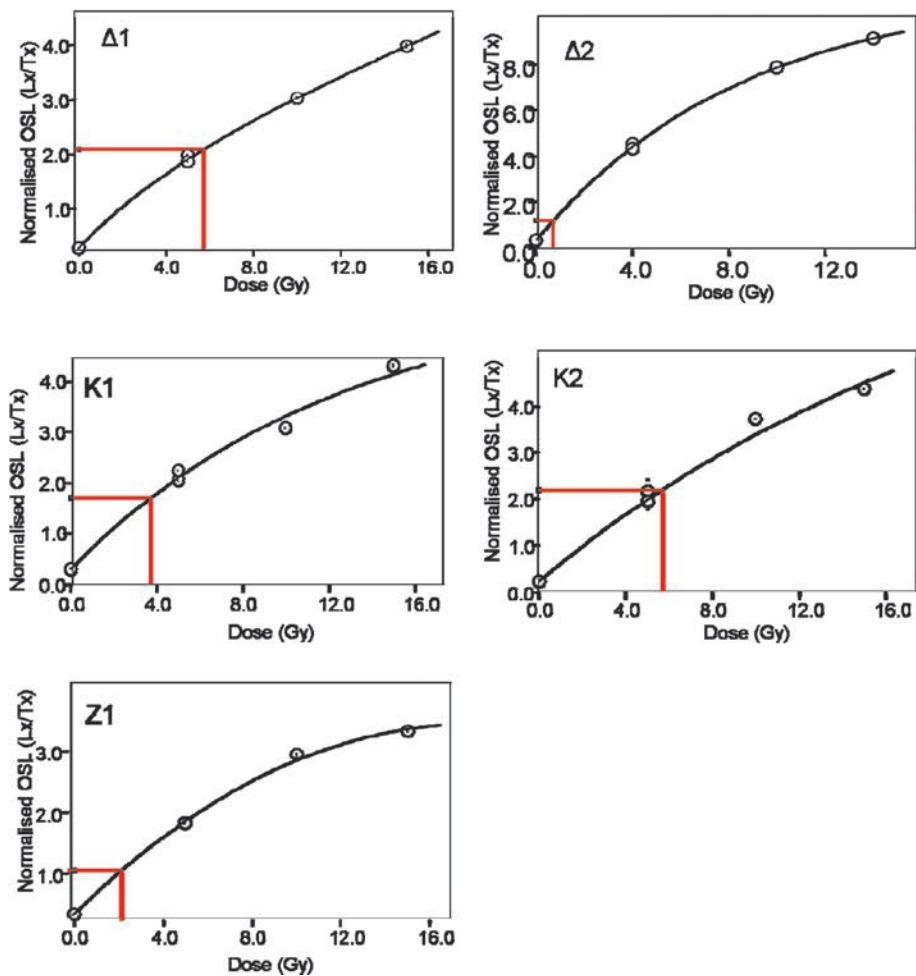 Δ1
Normalised OSL (Lx/Tx)
4.0
3.0
2.0
1.0
0.0 4.0 8.0 12.0 16.0
Dose (Gy)
Δ2
Normalised OSL (Lx/Tx)
8.0
6.0
4.0
2.0
0.0
0.0 4.0 8.0 12.0
Dose (Gy)
K1
Normalised OSL (Lx/Tx)
4.0
3.0
2.0
1.0
0.0
0.0 4.0 8.0 12.0 16.0
Dose (Gy)
K2
Normalised OSL (Lx/Tx)
4.0
3.0
2.0
1.0
0.0
0.0 4.0 8.0 12.0 16.0
Dose (Gy)
Z1
Normalised OSL (Lx/Tx)
3.0
2.0
1.0
0.0 4.0 8.0 12.0 16.0
Dose (Gy)